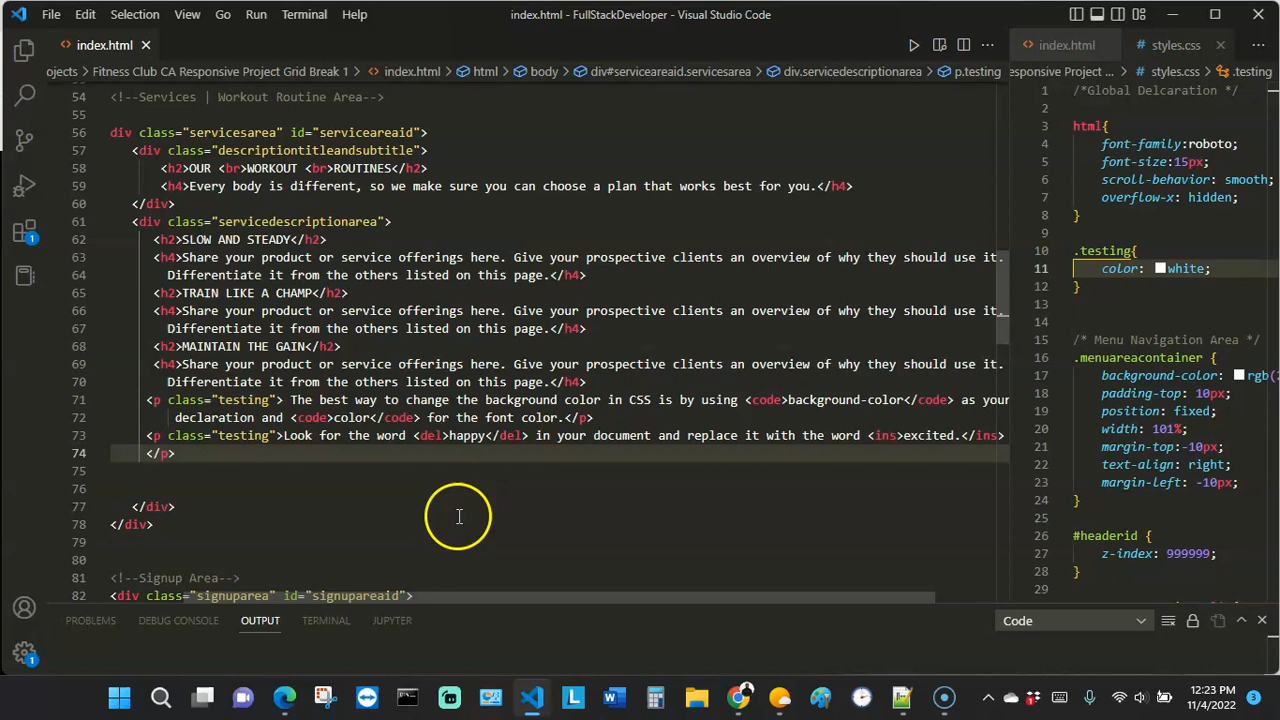 File Edit Selection View Go Run Terminal Help index.html - FullStackDeveloper - Visual Studio Code
index.html
index.html styles.css
ojects > Fitness Club CA Responsive Project Grid Break 1 > index.html > html > body > div#serviceareaid.servicesarea > div.servicedescriptionarea > p.testing
esponsive Project ... > styles.css > .testing
54 <!--Services | Workout Routine Area-->
55
56 div class="servicesarea" id="serviceareaid">
57 <div class="descriptiontitleandsubtitle">
58 <h2>OUR <br>WORKOUT <br>ROUTINES</h2>
59 <h4>Every body is different, so we make sure you can choose a plan that works best for you.</h4>
60 </div>
61 <div class="servicedescriptionarea">
62 <h2>SLOW AND STEADY</h2>
63 <h4>Share your product or service offerings here. Give your prospective clients an overview of why they should use it.
64 Differentiate it from the others listed on this page.</h4>
65 <h2>TRAIN LIKE A CHAMP</h2>
66 <h4>Share your product or service offerings here. Give your prospective clients an overview of why they should use it.
67 Differentiate it from the others listed on this page.</h4>
68 <h2>MAINTAIN THE GAIN</h2>
69 <h4>Share your product or service offerings here. Give your prospective clients an overview of why they should use it.
70 Differentiate it from the others listed on this page.</h4>
71 <p class="testing"> The best way to change the background color in CSS is by using <code>background-color</code> as your
72 declaration and <code>color</code> for the font color.</p>
73 <p class="testing">Look for the word <del>happy</del> in your document and replace it with the word <ins>excited.</ins>
74 </p>
75
76
77 </div>
78 </div>
79
80
81 <!--Signup Area-->
82 <div class="signuparea" id="signupareaid">
1 /*Global Delcaration */
2
3 html{
4 font-family:roboto;
5 font-size:15px;
6 scroll-behavior: smooth;
7 overflow-x: hidden;
8 }
9
10 .testing{
11 color: white;
12 }
13
14
15 /* Menu Navigation Area */
16 .menuareacontainer {
17 background-color: rgb(
18 padding-top: 10px;
19 position: fixed;
20 width: 101%;
21 margin-top:-10px;
22 text-align: right;
23 margin-left: -10px;
24 }
25
26 #headerid {
27 z-index: 999999;
28 }
29
PROBLEMS DEBUG CONSOLE OUTPUT TERMINAL JUPYTER Code
1
1
12:23 PM
11/4/2022
3